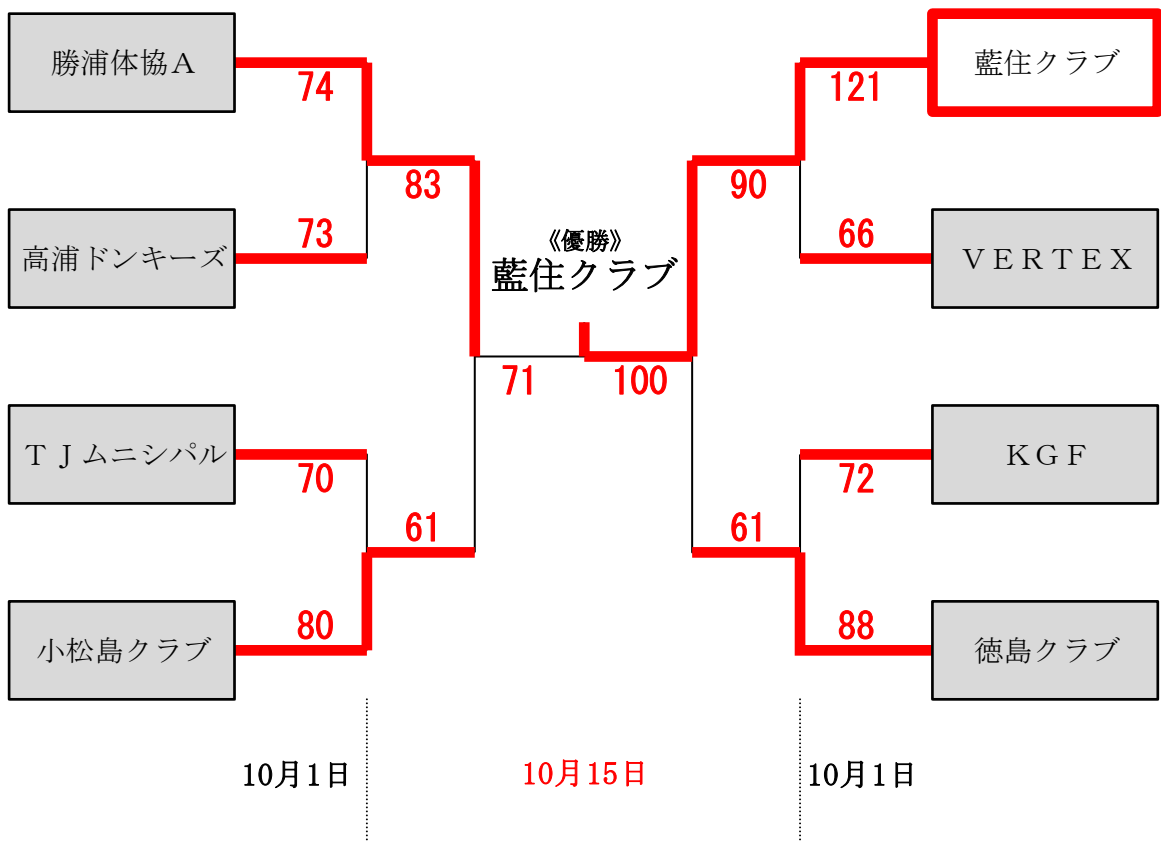 勝浦体協Ａ
74
藍住クラブ
121
83
90
高浦ドンキーズ
73
《優勝》
藍住クラブ
66
ＶＥＲＴＥＸ
71
100
ＴＪムニシパル
70
72
ＫＧＦ
61
61
小松島クラブ
80
88
徳島クラブ
10月1日
10月15日
10月1日